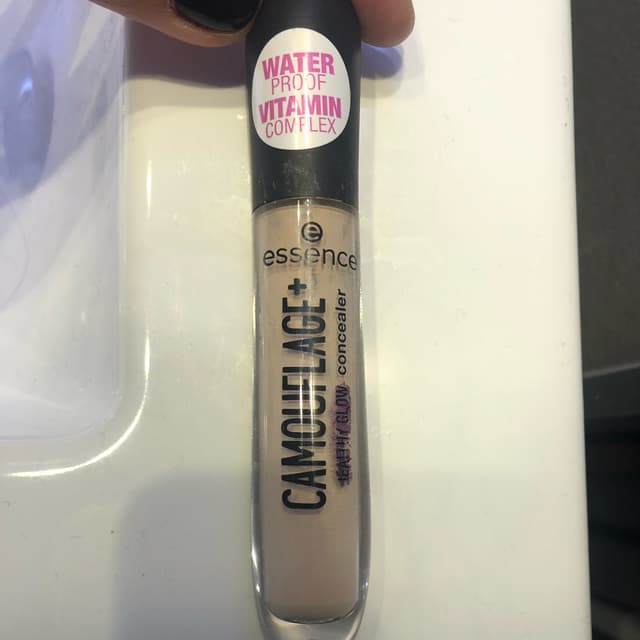 WATER
PROOF
VITAMIN
COMPLEX
e
essence
CAMOUFLAGE+
HEALTHY GLOW concealer